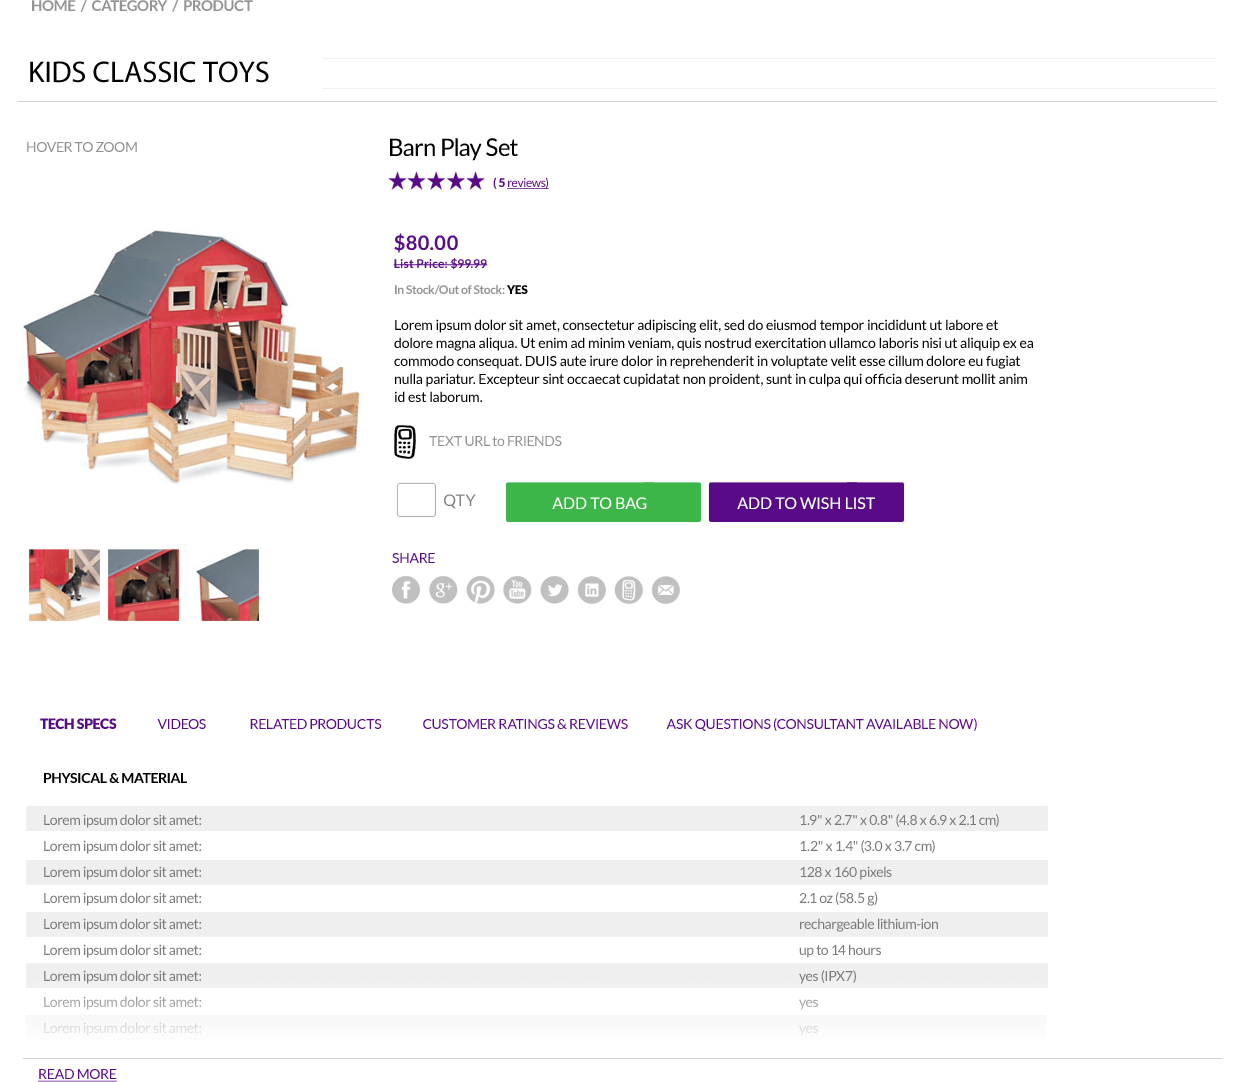 HOME / CATEGORY / PRODUCT
KIDS CLASSIC TOYS
HOVER TO ZOOM
Barn Play Set
( 5 reviews)
$80.00
List Price: $99.99
In Stock/Out of Stock: YES
Lorem ipsum dolor sit amet, consectetur adipiscing elit, sed do eiusmod tempor incididunt ut labore et
dolore magna aliqua. Ut enim ad minim veniam, quis nostrud exercitation ullamco laboris nisi ut aliquip ex ea
commodo consequat. DUIS aute irure dolor in reprehenderit in voluptate velit esse cillum dolore eu fugiat
nulla pariatur. Excepteur sint occaecat cupidatat non proident, sunt in culpa qui officia deserunt mollit anim
id est laborum.
TEXT URL to FRIENDS
QTY
ADD TO BAG
ADD TO WISH LIST
SHARE
f g+ P You Tube in
TECH SPECS VIDEOS RELATED PRODUCTS CUSTOMER RATINGS & REVIEWS ASK QUESTIONS (CONSULTANT AVAILABLE NOW)
PHYSICAL & MATERIAL
Lorem ipsum dolor sit amet: 1.9" x 2.7" x 0.8" (4.8 x 6.9 x 2.1 cm)
Lorem ipsum dolor sit amet: 1.2" x 1.4" (3.0 x 3.7 cm)
Lorem ipsum dolor sit amet: 128 x 160 pixels
Lorem ipsum dolor sit amet: 2.1 oz (58.5 g)
Lorem ipsum dolor sit amet: rechargeable lithium-ion
Lorem ipsum dolor sit amet: up to 14 hours
Lorem ipsum dolor sit amet: yes (IPX7)
Lorem ipsum dolor sit amet: yes
Lorem ipsum dolor sit amet: yes
READ MORE